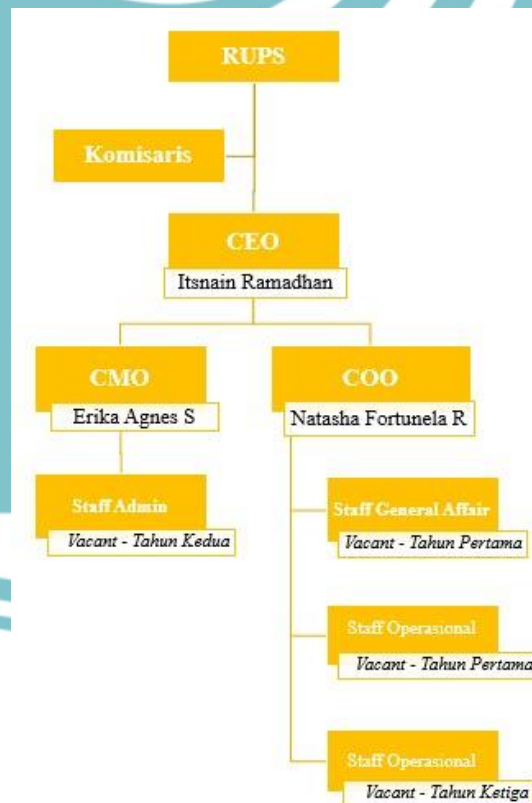 RUPS
Komisaris
CEO
Itsnain Ramadhan
CMO
Erika Agnes S
COO
Natasha Fortunela R
Staff Admin
Vacant - Tahun Kedua
Staff General Affair
Vacant - Tahun Pertama
Staff Operasional
Vacant - Tahun Pertama
Staff Operasional
Vacant - Tahun Ketiga